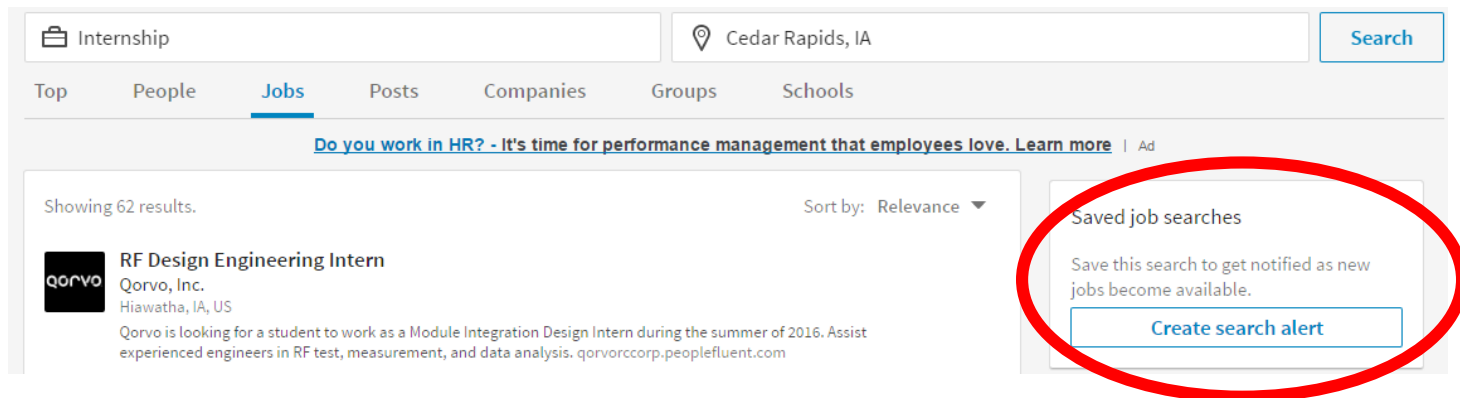 Internship
Cedar Rapids, IA
Search
Top People Jobs Posts Companies Groups Schools
Do you work in HR? - It's time for performance management that employees love. Learn more | Ad
Showing 62 results.
Sort by: Relevance
RF Design Engineering Intern
QORVO
Qorvo, Inc.
Hiawatha, IA, US
Qorvo is looking for a student to work as a Module Integration Design Intern during the summer of 2016. Assist
experienced engineers in RF test, measurement, and data analysis. qorvorccorp.peoplefluent.com
Saved job searches
Save this search to get notified as new
jobs become available.
Create search alert